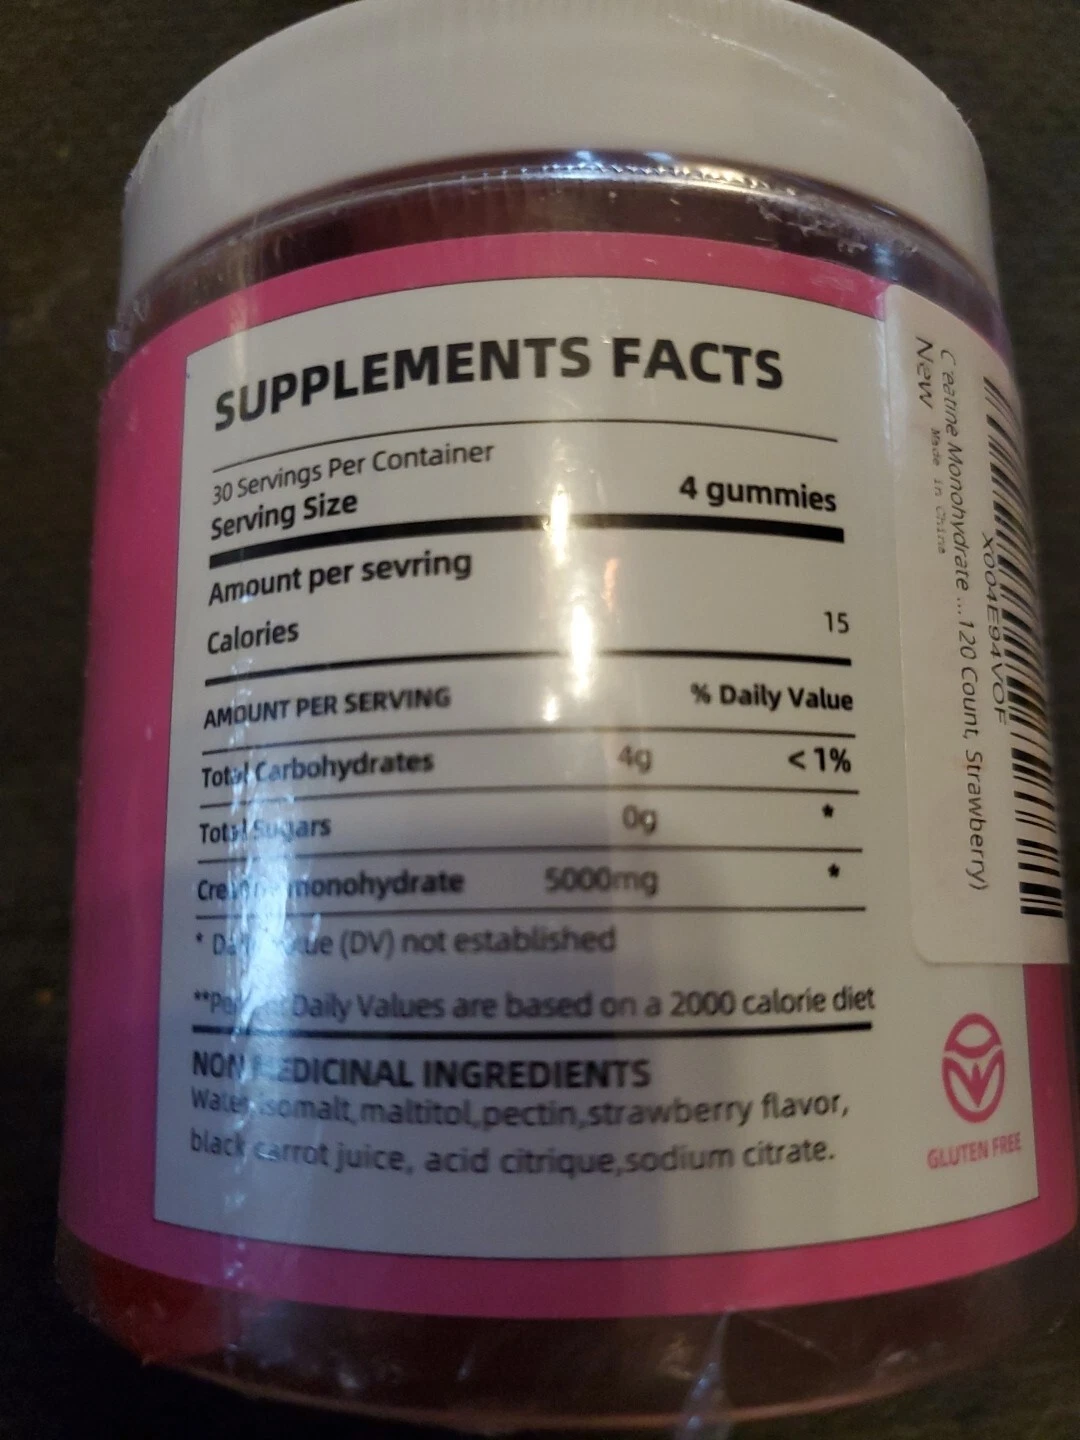 SUPPLEMENTS FACTS
30 Servings Per Container
Serving Size 4 gummies
Amount per sevring
Calories 15
AMOUNT PER SERVING % Daily Value
Total Carbohydrates 4g < 1%
Total Sugars 0g *
monohydrate 5000mg *
* (DV) not established
Daily Values are based on a 2000 calorie diet
NON MEDICINAL INGREDIENTS
Water, isomalt, maltitol,pectin,strawberry flavor,
black carrot juice, acid citrique,sodium citrate.
GLUTEN FREE
X004E94VOF
Creatine Monohydrate ...120 Count, Strawberry)
New Made in China